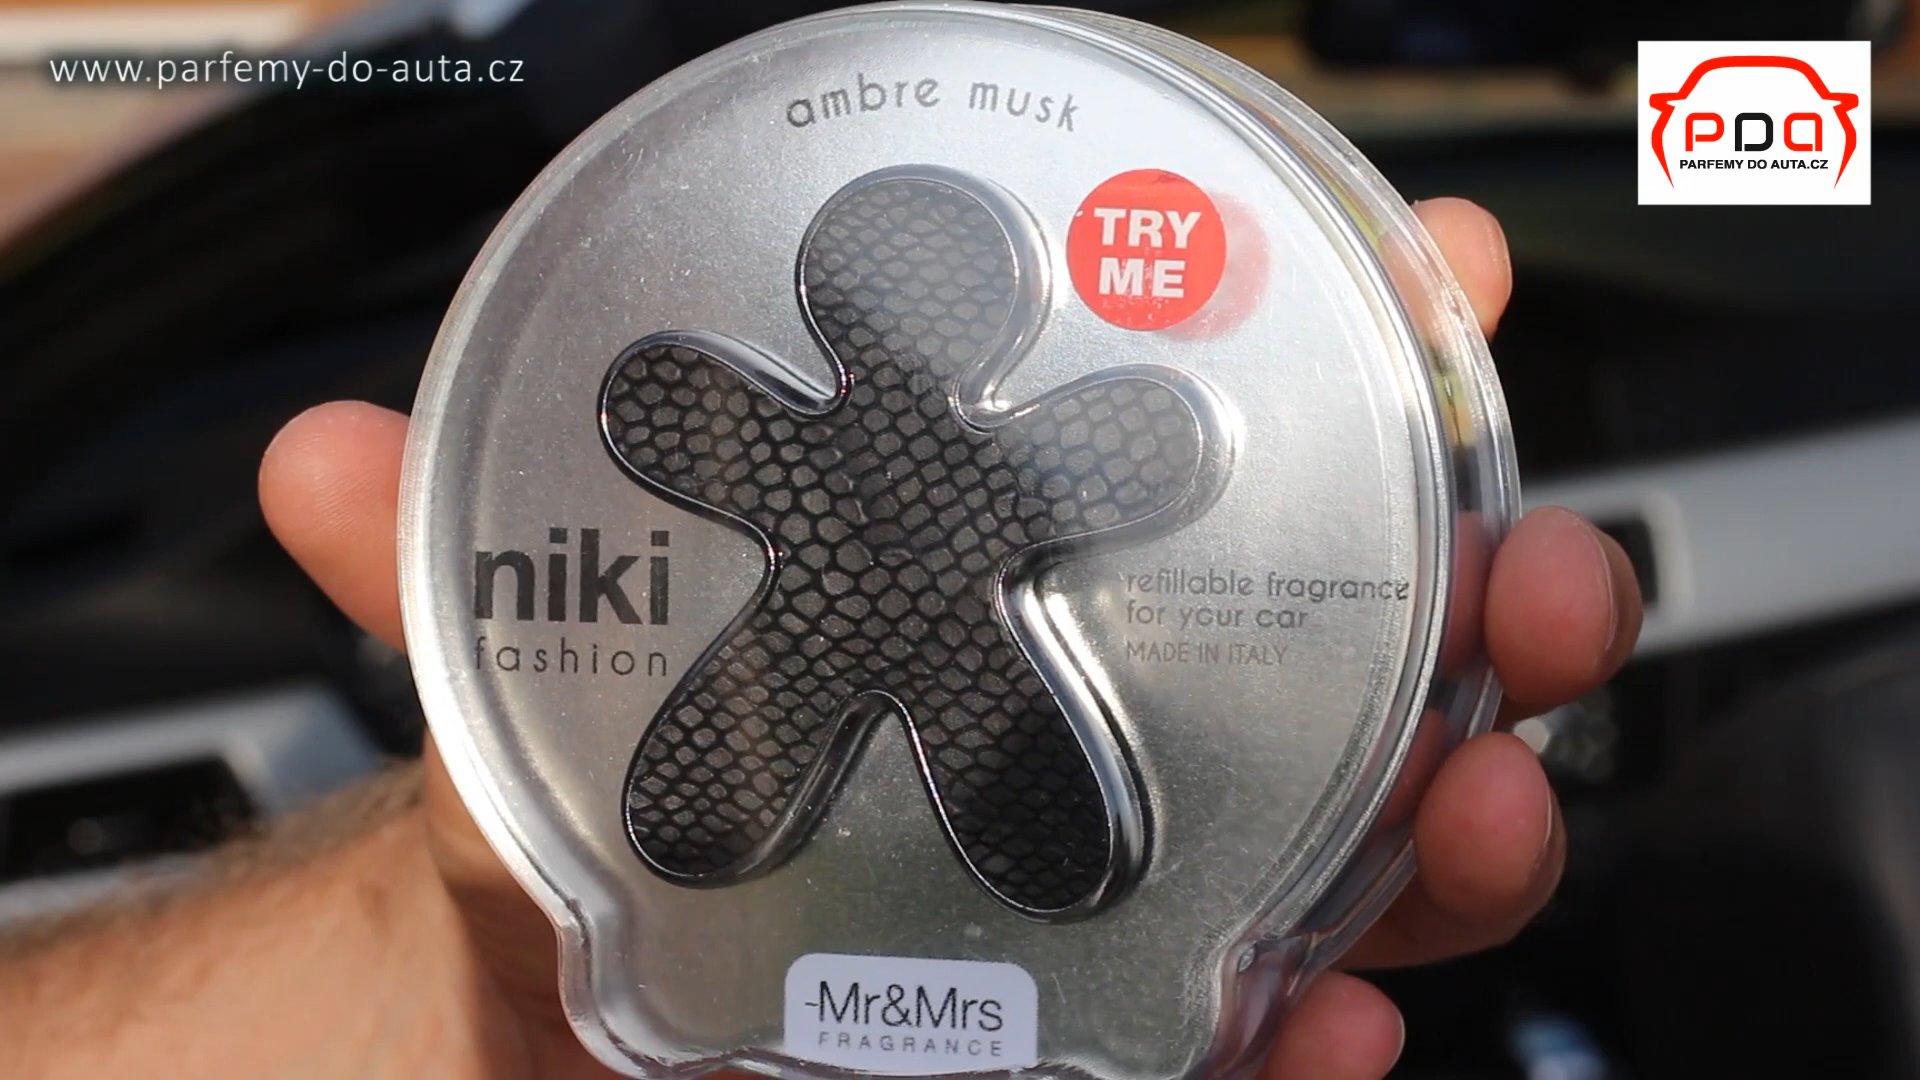 www.parfemy-do-auta.cz
PDA
PARFEMY DO AUTA.CZ
ambre musk
TRY
ME
niki
fashion
refillable fragrance
for your car
MADE IN ITALY
-Mr&Mrs
FRAGRANCE